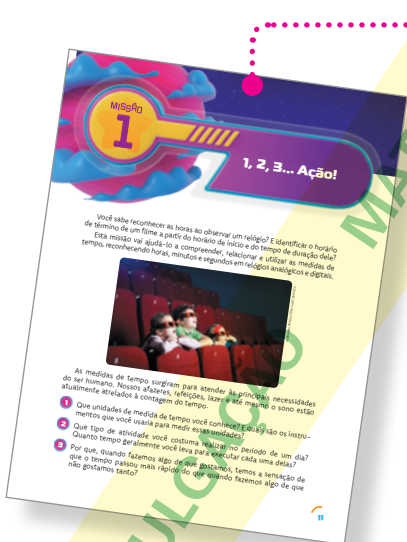 MISSÃO
1
1, 2, 3... Ação!
Você sabe reconhecer as horas ao observar um relógio? E identificar o horário
de término de um filme a partir do horário de início e do tempo de duração dele?
Esta missão vai ajudá-lo a compreender, relacionar e utilizar as medidas de
tempo, reconhecendo horas, minutos e segundos em relógios analógicos e digitais.
As medidas de tempo surgiram para atender às principais necessidades
do ser humano. Nossos afazeres, refeições, lazer e até mesmo o sono estão
atualmente atrelados à contagem do tempo.
1 Que unidades de medida de tempo você conhece? E quais são os instru-
mentos que você usaria para medir essas unidades?
2 Que tipo de atividade você costuma realizar no período de um dia?
Quanto tempo geralmente você leva para executar cada uma delas?
3 Por que, quando fazemos algo de que gostamos, temos a sensação de
que o tempo passou mais rápido do que quando fazemos algo de que
não gostamos tanto?
11
MA
ULGAÇÃO